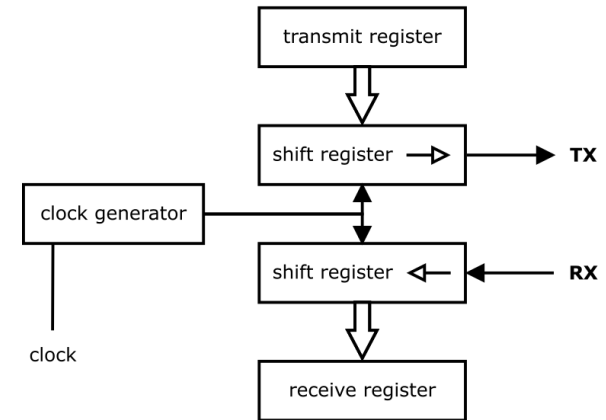 transmit register
shift register
TX
clock generator
shift register
RX
clock
receive register